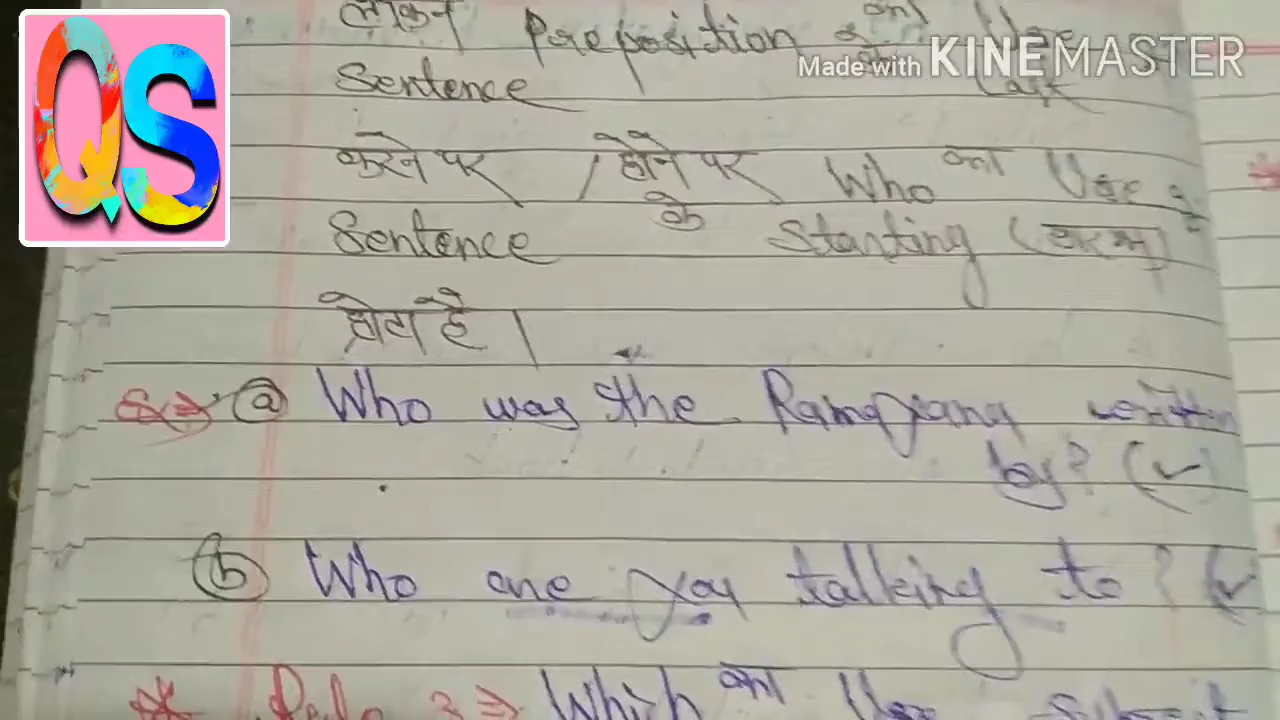 लेकिन Preposition का Use
Sentence के Last
QS
Made with KINEMASTER
करने पर / होने पर Who का Use
Sentence के Starting (आरम्भ) में
होता है।
Ex⇒ (a) Who was the Ramayana written
by? (✓)
(b) Who are you talking to? (✓
* Rule 3 ⇒ Which का Use